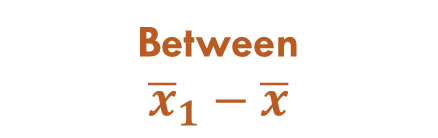 Between
x̅₁ − x̅